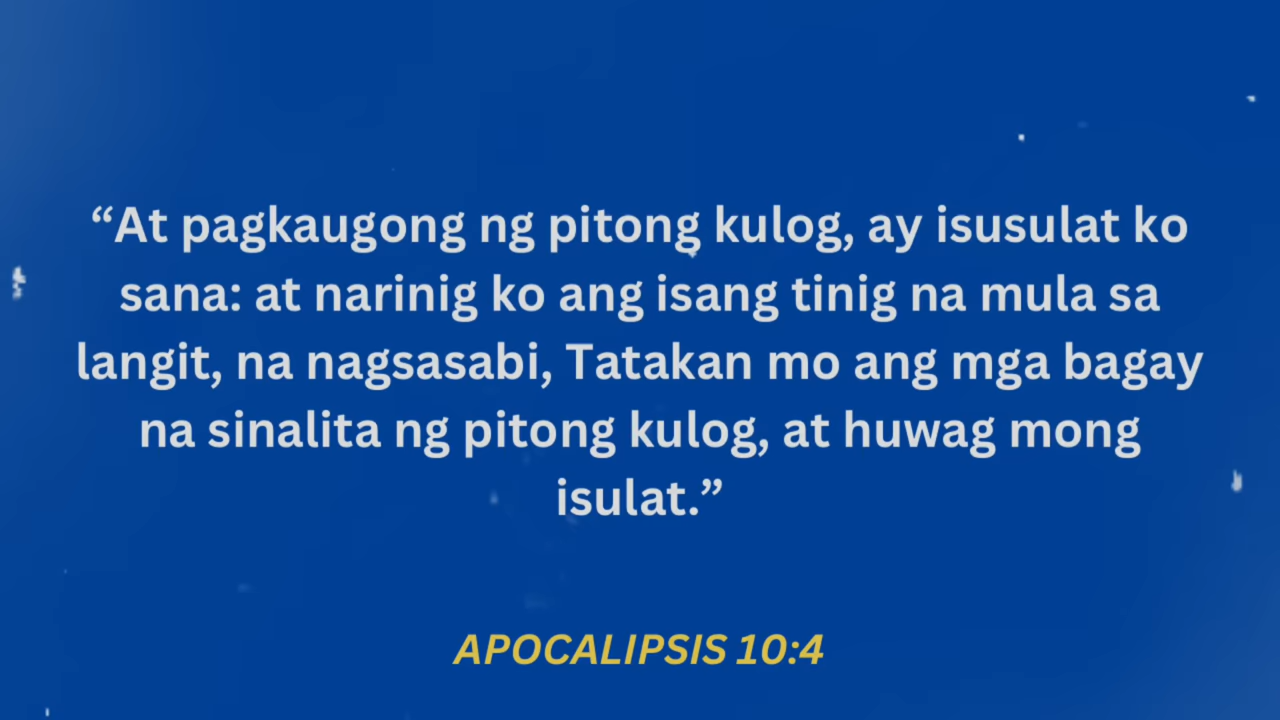 “At pagkaugong ng pitong kulog, ay isusulat ko
sana: at narinig ko ang isang tinig na mula sa
langit, na nagsasabi, Tatakan mo ang mga bagay
na sinalita ng pitong kulog, at huwag mong
isulat.”
APOCALIPSIS 10:4